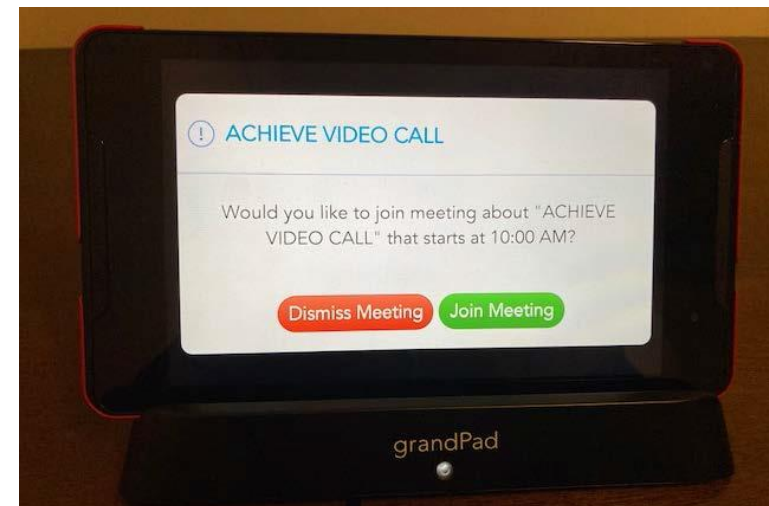 ACHIEVE VIDEO CALL
Would you like to join meeting about "ACHIEVE
VIDEO CALL" that starts at 10:00 AM?
Dismiss Meeting
Join Meeting
grandPad